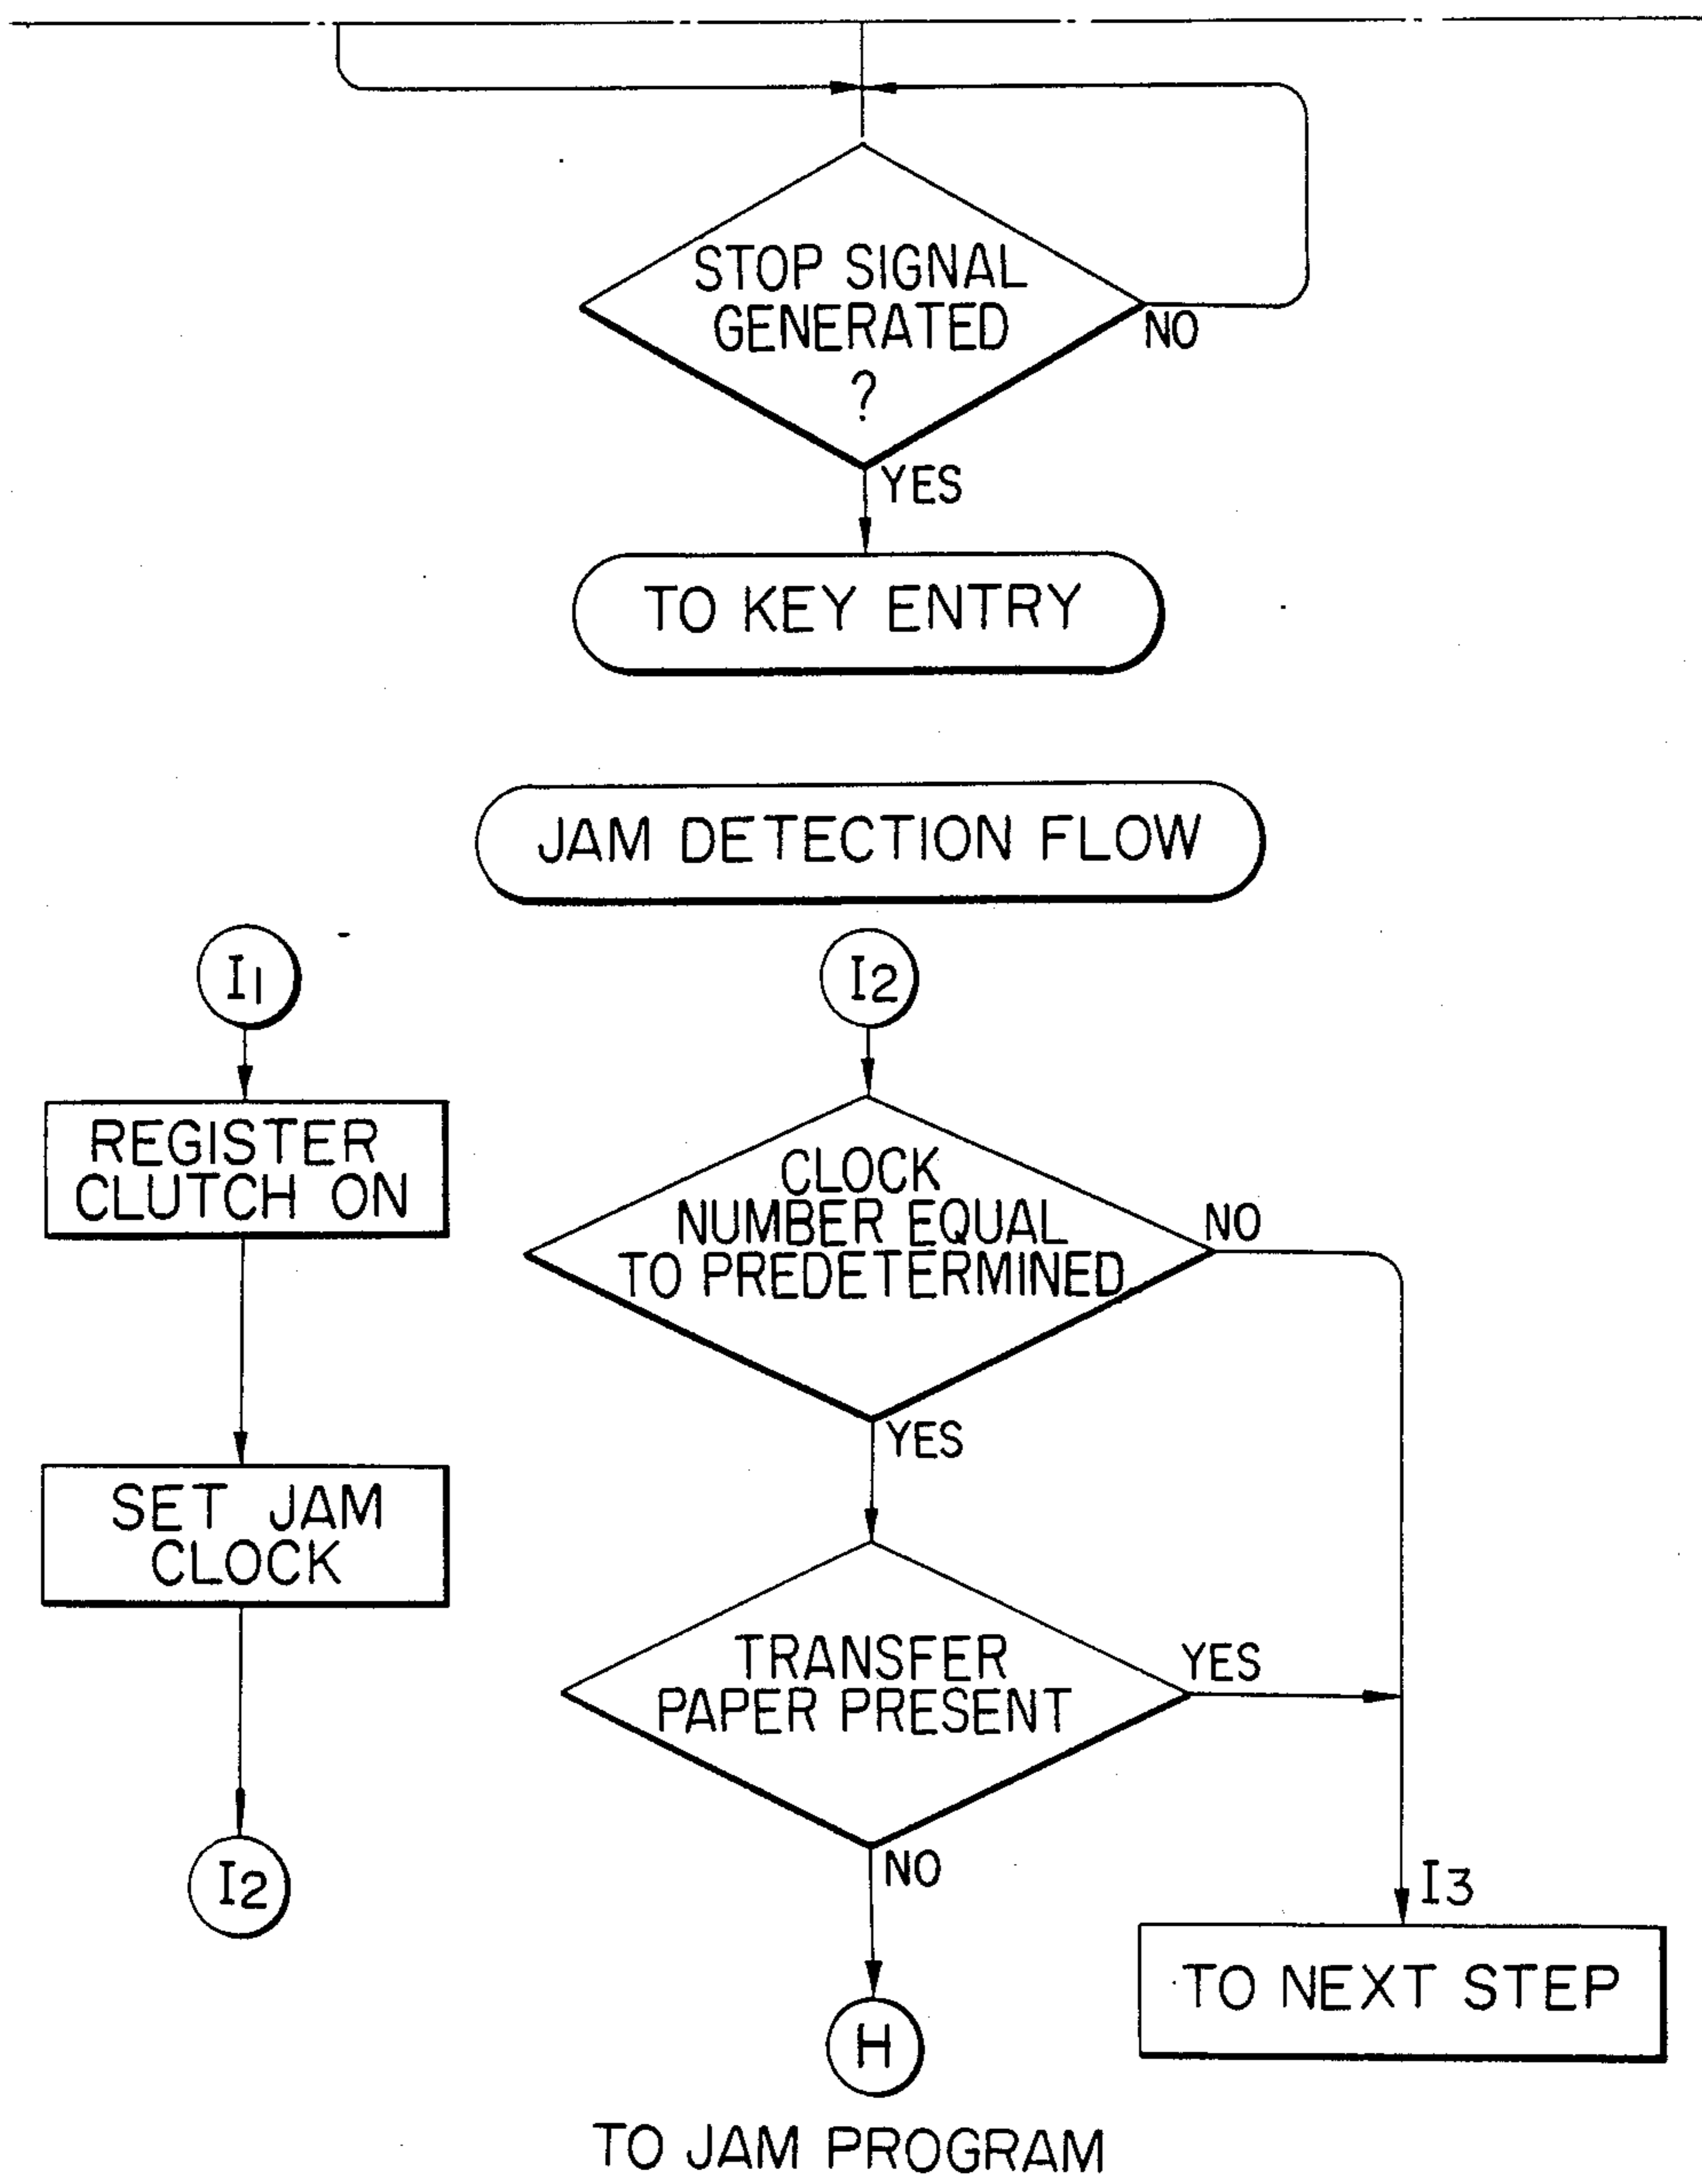 STOP SIGNAL
GENERATED
?
NO
YES
TO KEY ENTRY
JAM DETECTION FLOW
I1
REGISTER
CLUTCH ON
SET JAM
CLOCK
I2
I2
CLOCK
NUMBER EQUAL
TO PREDETERMINED
NO
YES
TRANSFER
PAPER PRESENT
YES
NO
I3
TO NEXT STEP
H
TO JAM PROGRAM